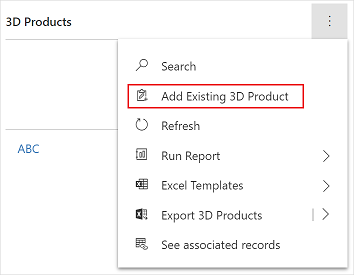 3D Products
Search
Add Existing 3D Product
Refresh
ABC
Run Report
Excel Templates
Export 3D Products
See associated records